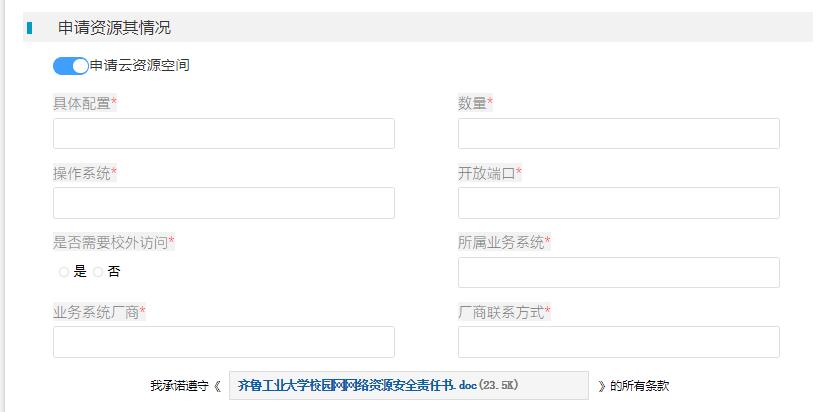 申请资源其情况
申请云资源空间
具体配置* 数量*
操作系统* 开放端口*
是否需要校外访问* 所属业务系统*
是 否
业务系统厂商* 厂商联系方式*
我承诺遵守《 齐鲁工业大学校园网网络资源安全责任书.doc(23.5K) 》的所有条款